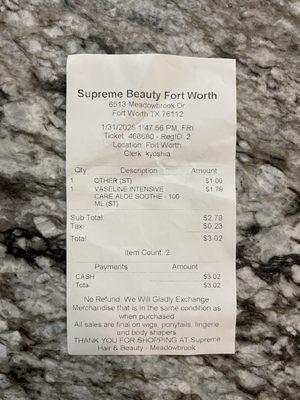 Supreme Beauty Fort Worth
6513 Meadowbrook Dr
Fort Worth TX 76112
1/31/2025 1:47:56 PM, FRI
Ticket: 468680 - RegID: 2
Location: Fort Worth
Clerk: kyoshia
Qty Description Amount
1 OTHER (ST) $1.00
1 VASELINE INTENSIVE $1.79
CARE ALOE SOOTHE - 100
ML (ST)
Sub Total: $2.79
Tax: $0.23
Total: $3.02
Item Count: 2
Payments Amount
CASH $3.02
Total: $3.02
No Refund. We Will Gladly Exchange
Merchandise that is in the same condition as
when purchased
All sales are final on wigs, ponytails, lingerie
and body shapers
THANK YOU FOR SHOPPING AT Supreme
Hair & Beauty - Meadowbrook